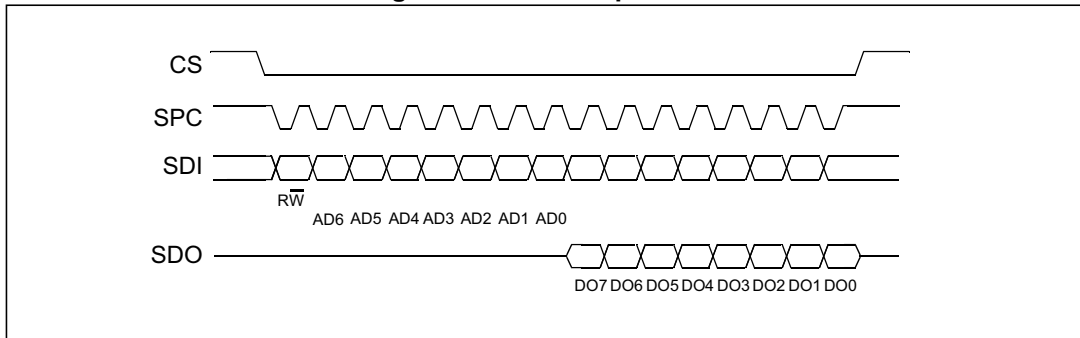 CS
SPC
SDI
RW̅
AD6 AD5 AD4 AD3 AD2 AD1 AD0
SDO
DO7 DO6 DO5 DO4 DO3 DO2 DO1 DO0